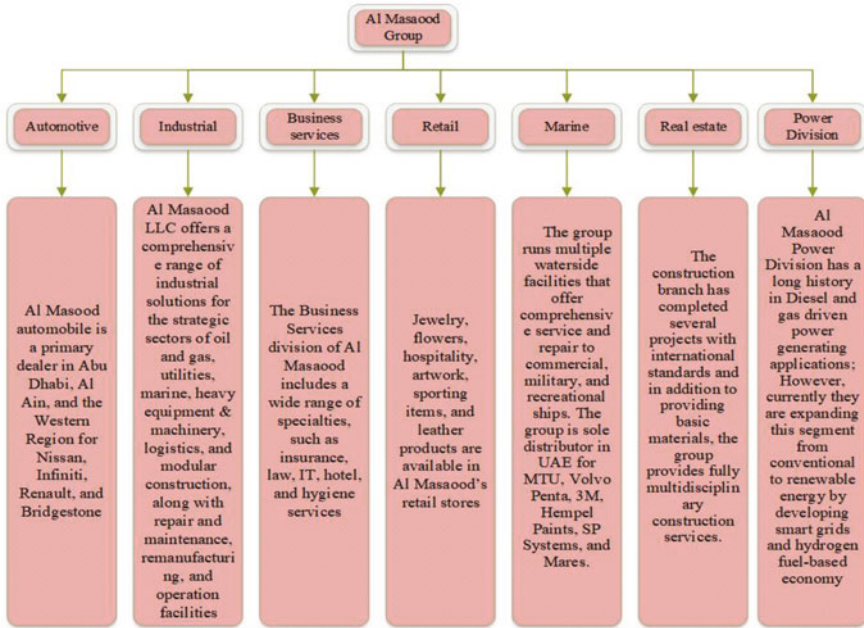 Al Masaood
Group
Automotive
Industrial
Business
services
Retail
Marine
Real estate
Power
Division
Al Masood
automobile is
a primary
dealer in Abu
Dhabi, Al
Ain, and the
Western
Region for
Nissan,
Infiniti,
Renault, and
Bridgestone
Al Masaood
LLC offers a
comprehensiv
e range of
industrial
solutions for
the strategic
sectors of oil
and gas,
utilities,
marine, heavy
equipment &
machinery,
logistics, and
modular
construction,
along with
repair and
maintenance,
remanufacturi
ng, and
operation
facilities
The Business
Services
division of Al
Masaood
includes a
wide range of
specialties,
such as
insurance,
law, IT, hotel,
and hygiene
services
Jewelry,
flowers,
hospitality,
artwork,
sporting
items, and
leather
products are
available in
Al Masaood's
retail stores
The group
runs multiple
waterside
facilities that
offer
comprehensiv
e service and
repair to
commercial,
military, and
recreational
ships. The
group is sole
distributor in
UAE for
MTU, Volvo
Penta, 3M,
Hempel
Paints, SP
Systems, and
Mares.
The
construction
branch has
completed
several
projects with
international
standards and
in addition to
providing
basic
materials, the
group
provides fully
multidisciplin
ary
construction
services.
Al
Masaood
Power
Division has a
long history
in Diesel and
gas driven
power
generating
applications;
However,
currently they
are expanding
this segment
from
conventional
to renewable
energy by
developing
smart grids
and hydrogen
fuel-based
economy